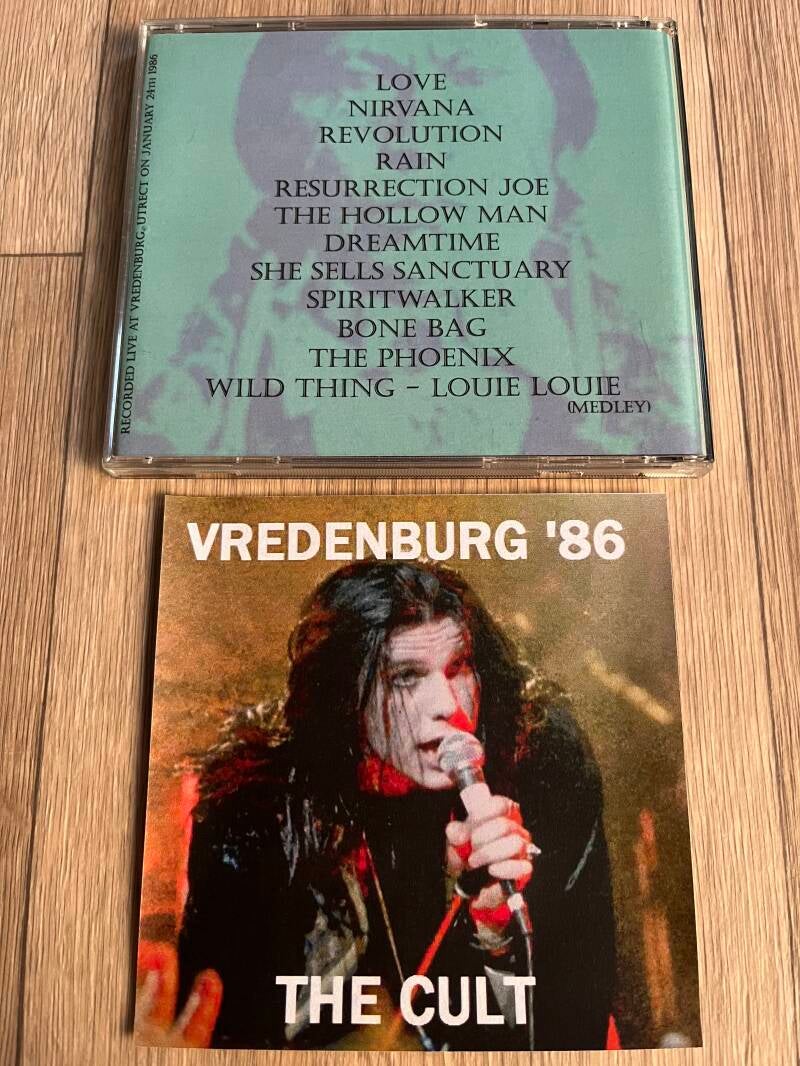 RECORDED LIVE AT VREDENBURG, UTRECT ON JANUARY 24TH 1986
LOVE
NIRVANA
REVOLUTION
RAIN
RESURRECTION JOE
THE HOLLOW MAN
DREAMTIME
SHE SELLS SANCTUARY
SPIRITWALKER
BONE BAG
THE PHOENIX
WILD THING - LOUIE LOUIE
(MEDLEY)
VREDENBURG '86
THE CULT